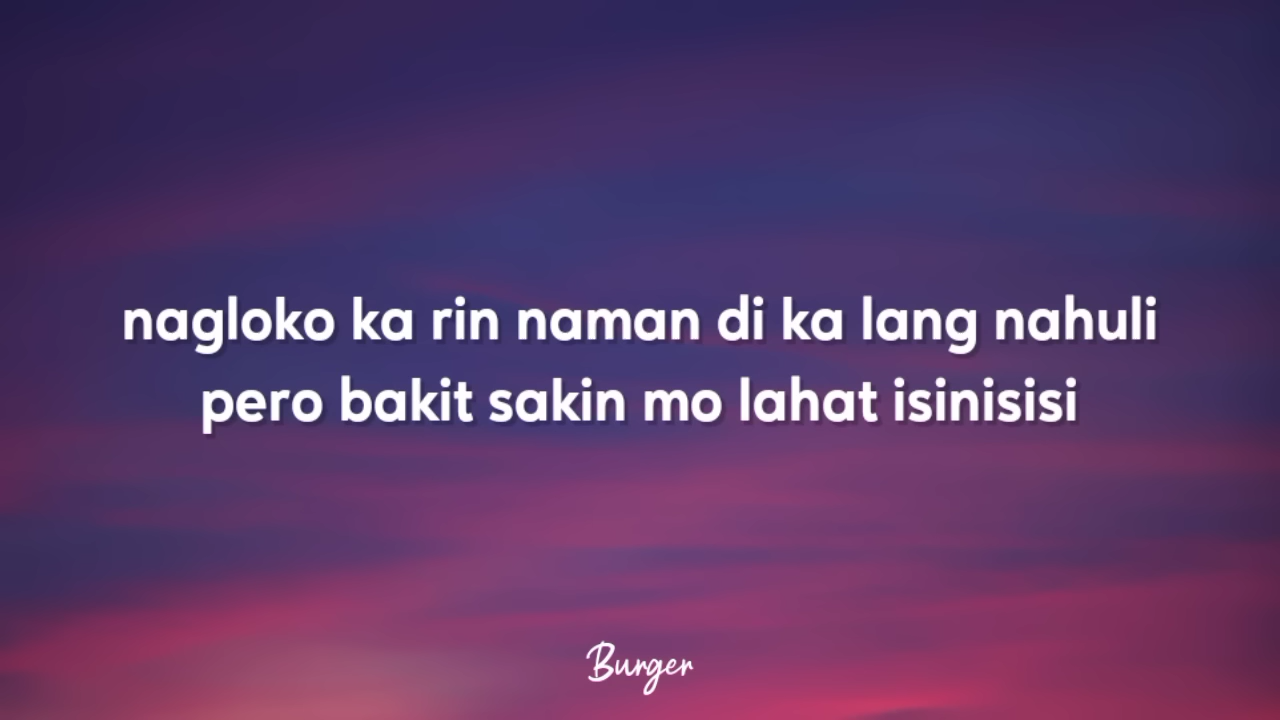 nagloko ka rin naman di ka lang nahuli
pero bakit sakin mo lahat isinisisi
Burger